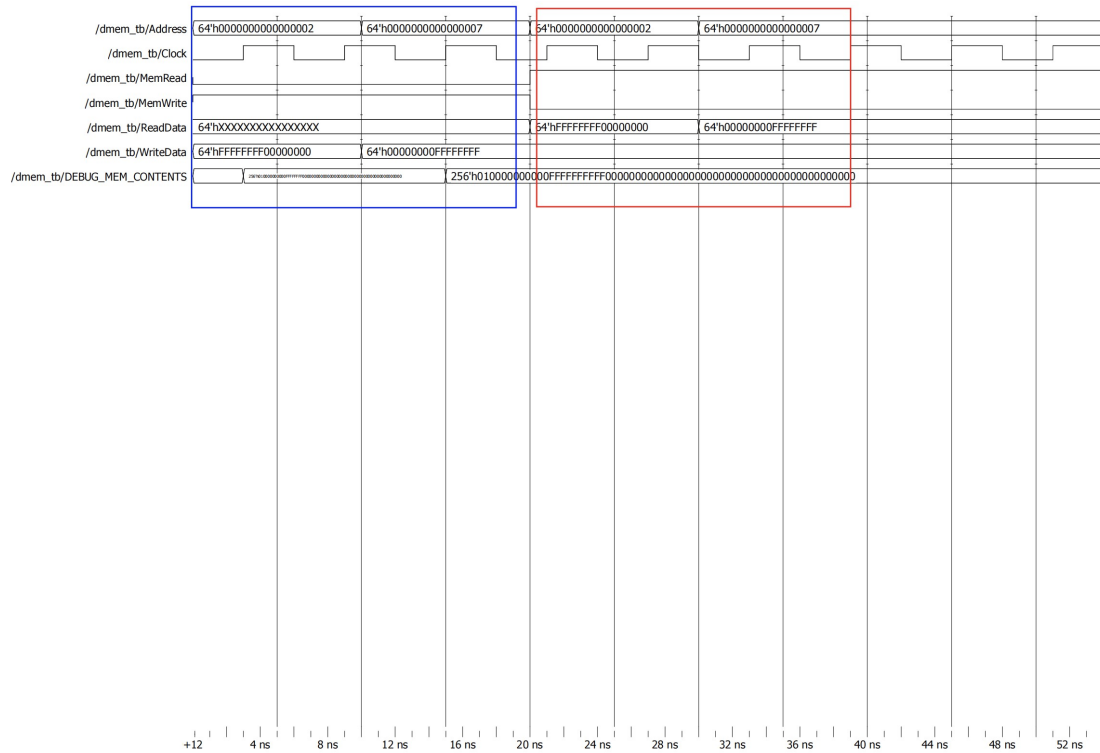 /dmem_tb/Address 64'h0000000000000002 64'h0000000000000007 64'h0000000000000002 64'h0000000000000007
/dmem_tb/Clock
/dmem_tb/MemRead
/dmem_tb/MemWrite
/dmem_tb/ReadData 64'hXXXXXXXXXXXXXXXX 64'hFFFFFFFF00000000 64'h00000000FFFFFFFF
/dmem_tb/WriteData 64'hFFFFFFFF00000000 64'h00000000FFFFFFFF
/dmem_tb/DEBUG_MEM_CONTENTS 256'h010000000000FFFFFFFFFF000000000000000000000000000000000000000000
+12 4 ns 8 ns 12 ns 16 ns 20 ns 24 ns 28 ns 32 ns 36 ns 40 ns 44 ns 48 ns 52 ns